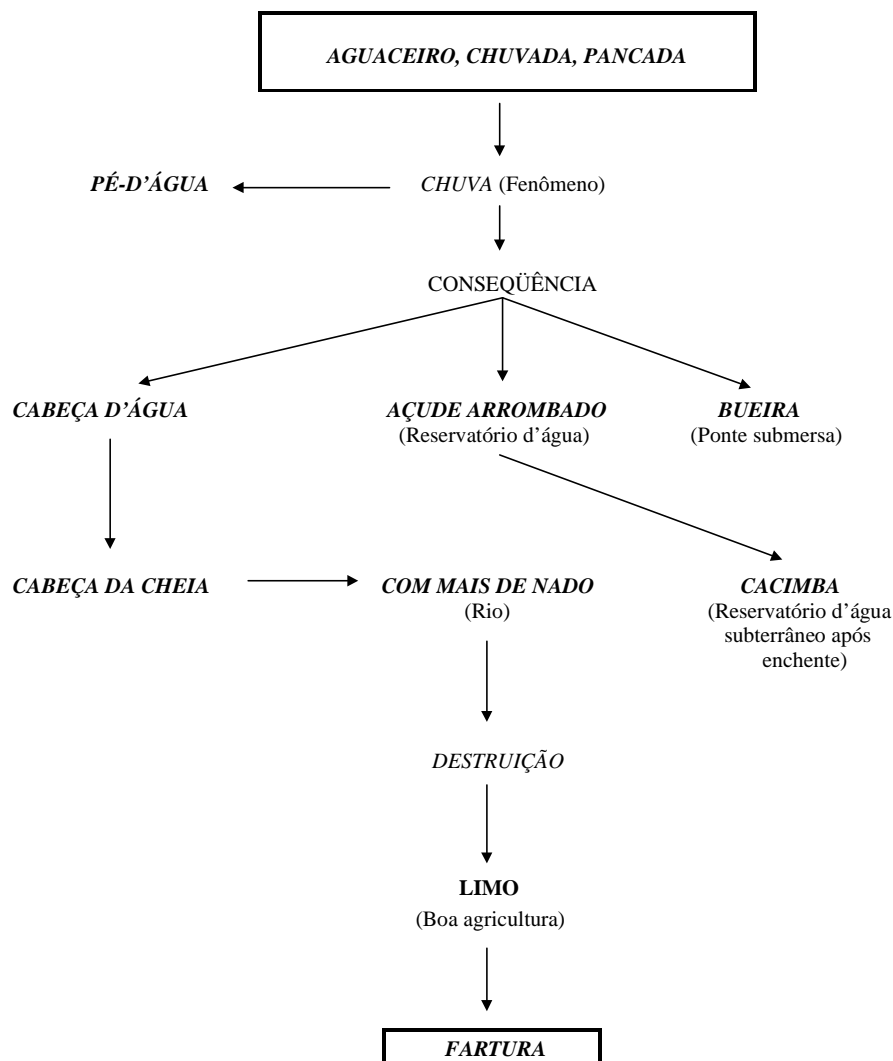 AGUACEIRO, CHUVADA, PANCADA
PÉ-D’ÁGUA
CHUVA (Fenômeno)
CONSEQÜÊNCIA
CABEÇA D’ÁGUA
AÇUDE ARROMBADO
(Reservatório d’água)
BUEIRA
(Ponte submersa)
CABEÇA DA CHEIA
COM MAIS DE NADO
(Rio)
CACIMBA
(Reservatório d’água
subterrâneo após
enchente)
DESTRUIÇÃO
LIMO
(Boa agricultura)
FARTURA